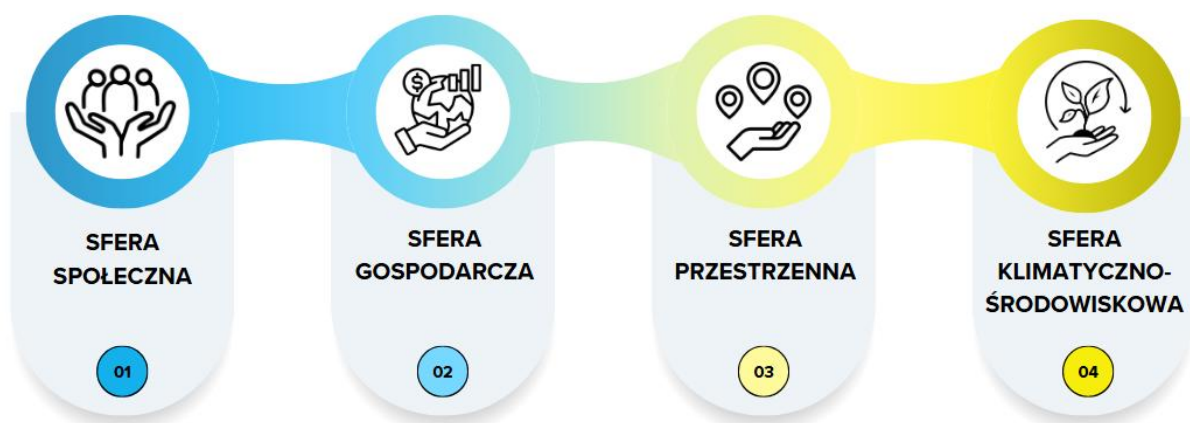 SFERA
SPOŁECZNA
01
SFERA
GOSPODARCZA
02
SFERA
PRZESTRZENNA
03
SFERA
KLIMATYCZNO-
ŚRODOWISKOWA
04
$